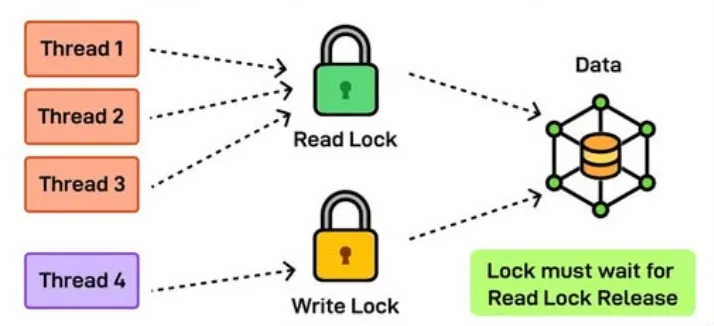 Thread 1
Thread 2
Thread 3
Thread 4
Read Lock
Write Lock
Data
Lock must wait for
Read Lock Release